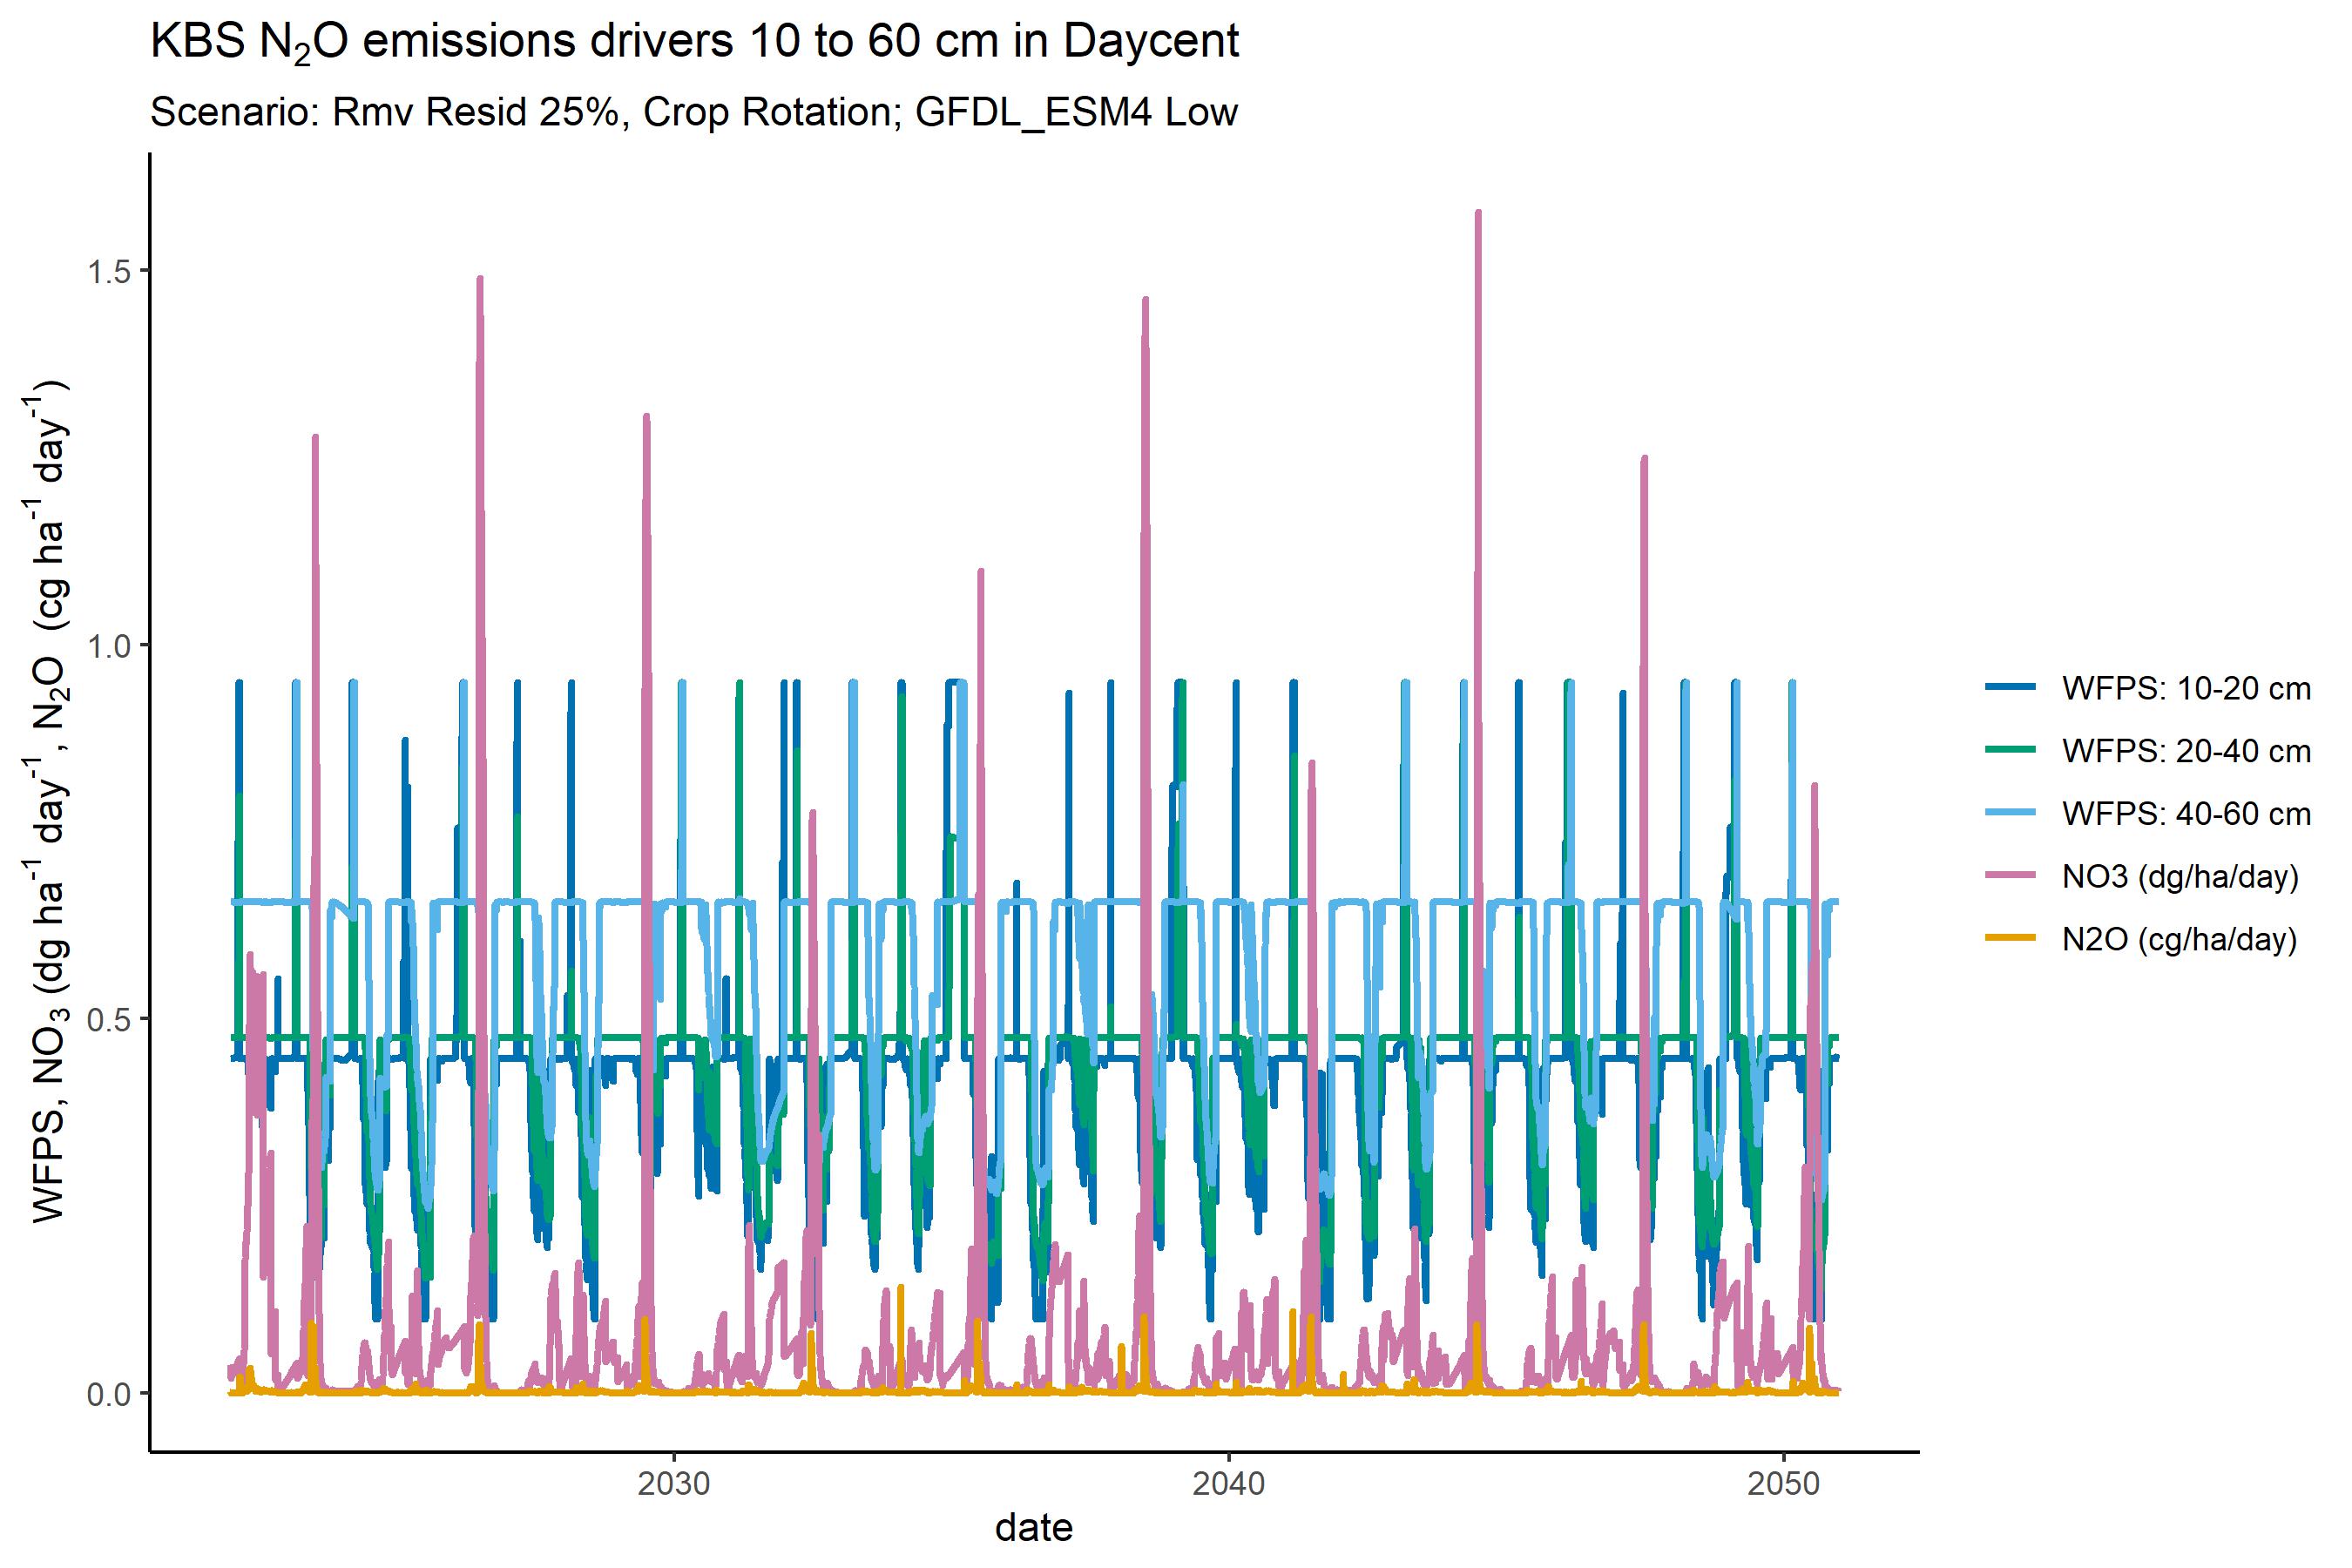 KBS N₂O emissions drivers 10 to 60 cm in Daycent
Scenario: Rmv Resid 25%, Crop Rotation; GFDL_ESM4 Low
WFPS, NO₃ (dg ha⁻¹ day⁻¹, N₂O (cg ha⁻¹ day⁻¹)
1.5
1.0
0.5
0.0
2030
2040
2050
date
WFPS: 10-20 cm
WFPS: 20-40 cm
WFPS: 40-60 cm
NO3 (dg/ha/day)
N2O (cg/ha/day)